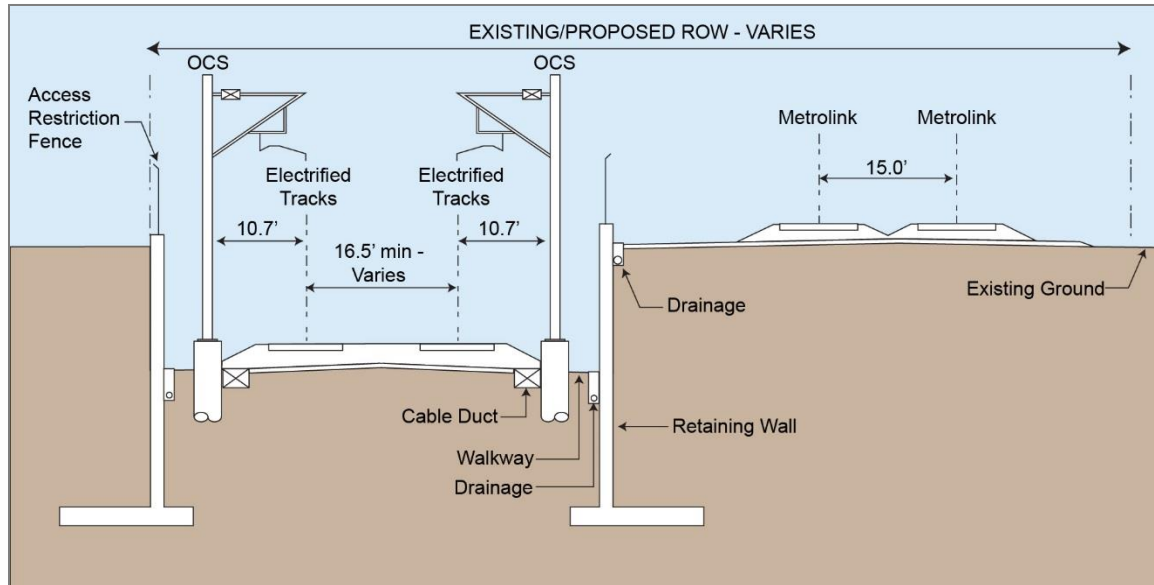 EXISTING/PROPOSED ROW - VARIES
OCS
OCS
Access
Restriction
Fence
Metrolink
Metrolink
15.0’
Electrified
Tracks
Electrified
Tracks
10.7’
10.7’
16.5’ min -
Varies
Drainage
Existing Ground
Cable Duct
Retaining Wall
Walkway
Drainage